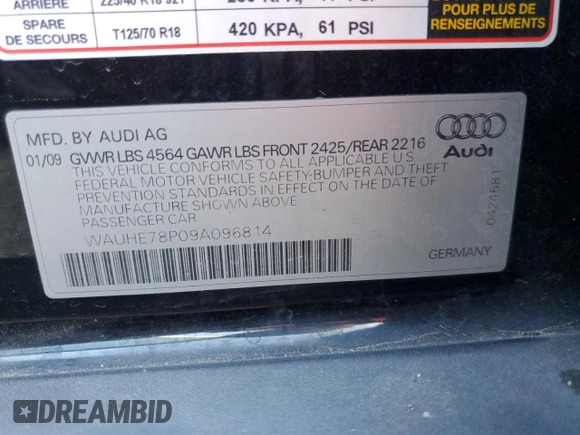 ARRIÈRE
SPARE DE SECOURS T125/70 R18 420 KPA, 61 PSI
POUR PLUS DE
RENSEIGNEMENTS
MFD. BY AUDI AG
01/09 GVWR LBS 4564 GAWR LBS FRONT 2425/REAR 2216
THIS VEHICLE CONFORMS TO ALL APPLICABLE U S
FEDERAL MOTOR VEHICLE SAFETY;BUMPER AND THEFT
PREVENTION STANDARDS IN EFFECT ON THE DATE
MANUFACTURE SHOWN ABOVE
PASSENGER CAR
WAUHE78P09A096814
Audi
0424581
GERMANY
DREAMBID